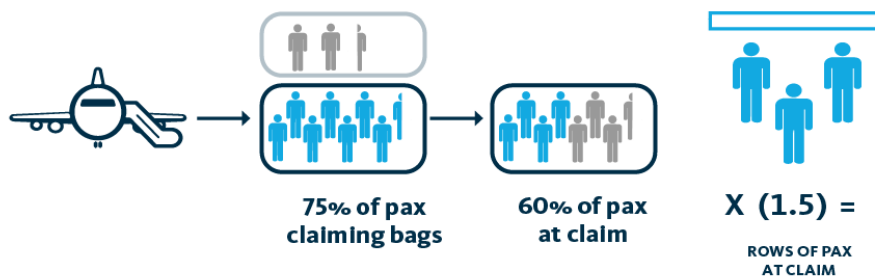 75% of pax
claiming bags
60% of pax
at claim
X (1.5) =
ROWS OF PAX
AT CLAIM